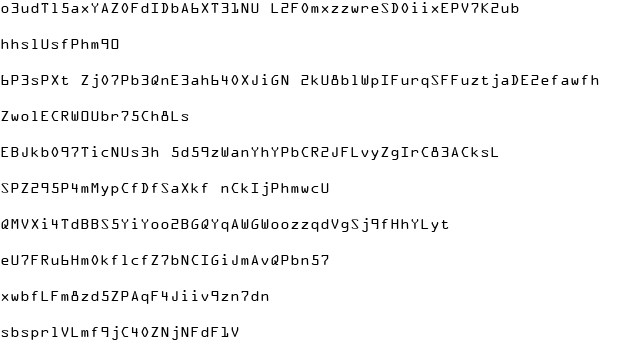 o3udTl5axYAZ0FdIDbA6XT31NU L2F0mxzzwreSD0iixEPV7K2ub
hhslUsfPhm90
6P3sPXt Zj07Pb3QnE3ah640XJiGN 2kU8blWpIFurqSFFuztjaDE2efawfh
ZwolECRW0Ubr75Ch8Ls
EBJkb097TicNUs3h 5d59zWanYhYPbCR2JFLvyZgIrC83ACksL
SPZ295P4mMypCfDfSaXkf nCkIjPhmwcU
QMVXi4TdBBS5YiYoo2BGQYqAWGWoozzqdVgSj9fHhYLyt
eU7FRu6Hm0kflcfZ7bNCIGiJmAvQPbn57
xwbfLFm8zd5ZPAqF4Jiiv9zn7dn
sbsprlVLmf9jC40ZNjNFdF1V